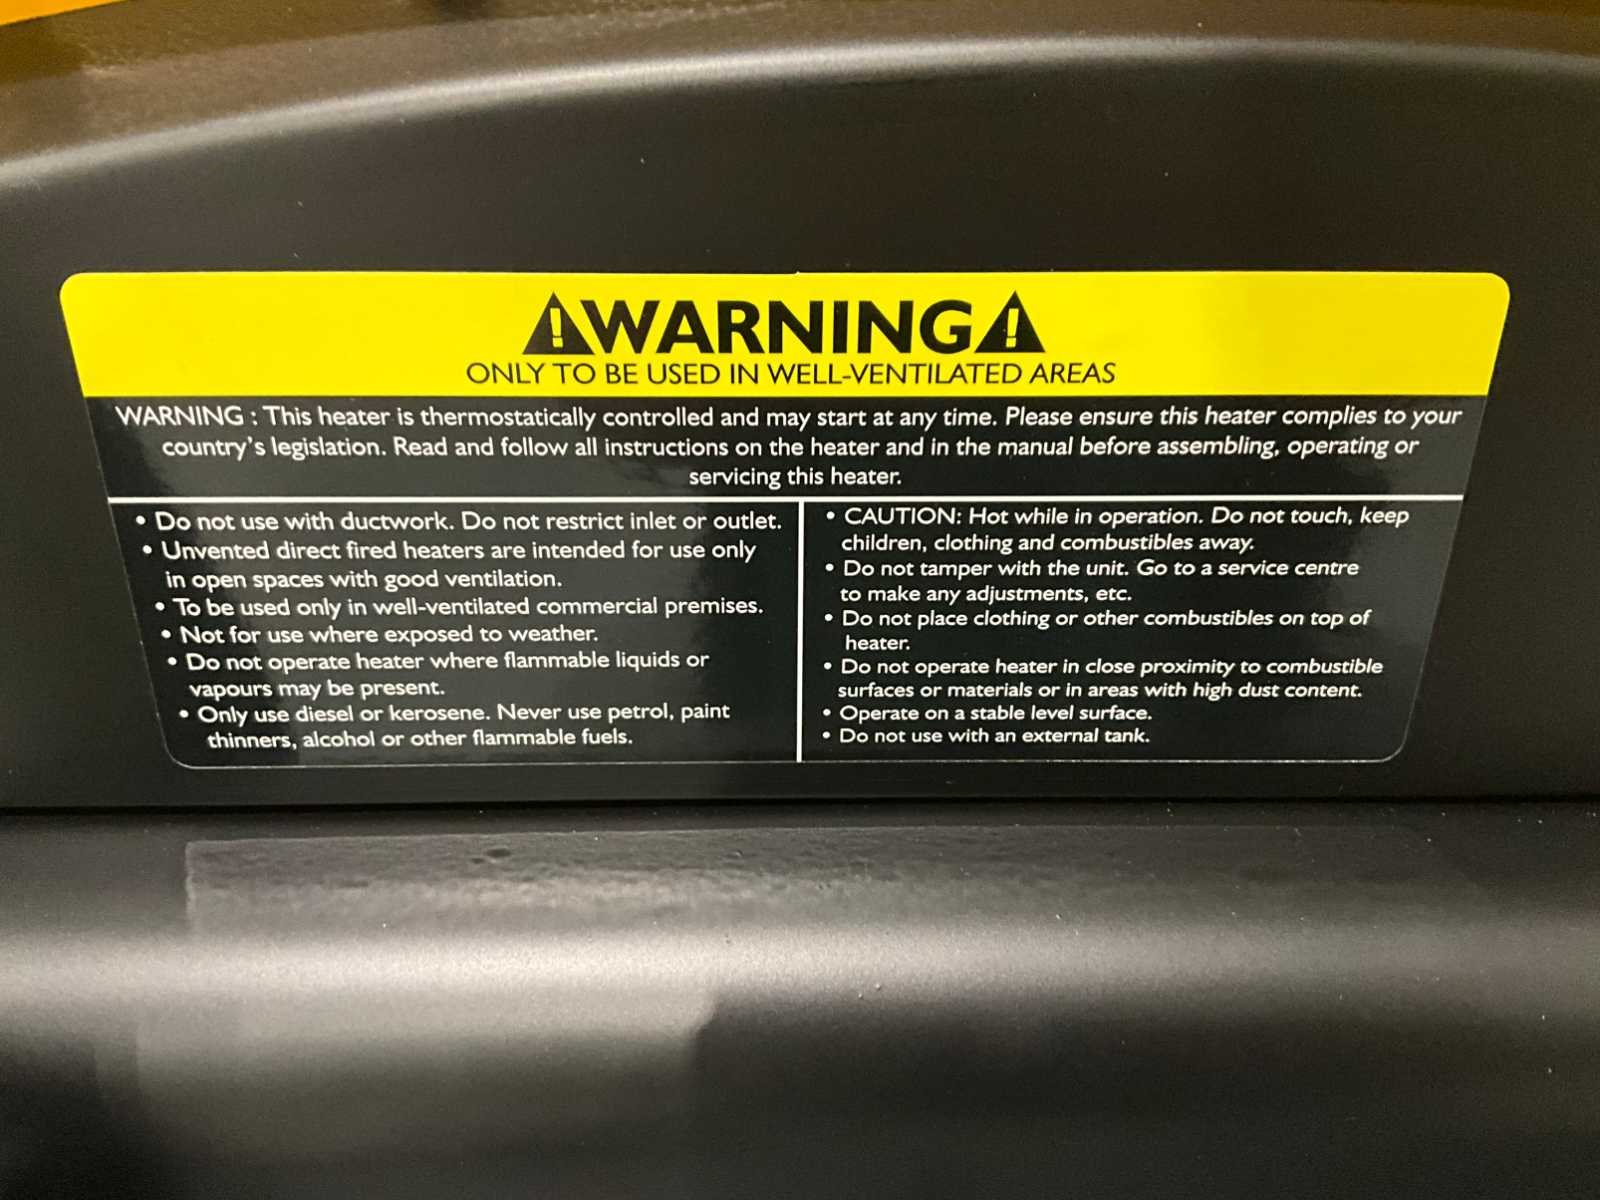 WARNING
ONLY TO BE USED IN WELL-VENTILATED AREAS
WARNING : This heater is thermostatically controlled and may start at any time. Please ensure this heater complies to your
country's legislation. Read and follow all instructions on the heater and in the manual before assembling, operating or
servicing this heater.
• Do not use with ductwork. Do not restrict inlet or outlet.
• Unvented direct fired heaters are intended for use only
in open spaces with good ventilation.
• To be used only in well-ventilated commercial premises.
• Not for use where exposed to weather.
• Do not operate heater where flammable liquids or
vapours may be present.
• Only use diesel or kerosene. Never use petrol, paint
thinners, alcohol or other flammable fuels.
• CAUTION: Hot while in operation. Do not touch, keep
children, clothing and combustibles away.
• Do not tamper with the unit. Go to a service centre
to make any adjustments, etc.
• Do not place clothing or other combustibles on top of
heater.
• Do not operate heater in close proximity to combustible
surfaces or materials or in areas with high dust content.
• Operate on a stable level surface.
• Do not use with an external tank.